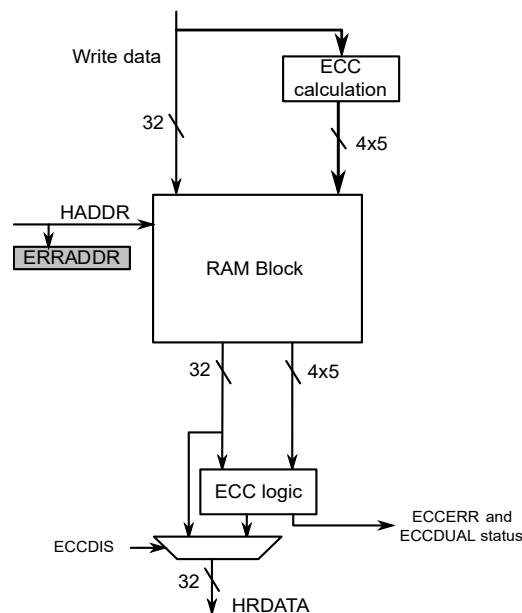 Write data
ECC
calculation
32
4x5
HADDR
ERRADDR
RAM Block
32
4x5
ECC logic
ECCERR and
ECCDUAL status
ECCDIS
32
HRDATA